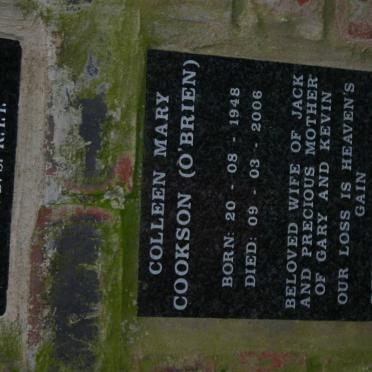 COLLEEN MARY
COOKSON (O'BRIEN)
BORN: 20 - 08 - 1948
DIED: 09 - 03 - 2006
BELOVED WIFE OF JACK
AND PRECIOUS MOTHER
OF GARY AND KEVIN
OUR LOSS IS HEAVEN'S
GAIN